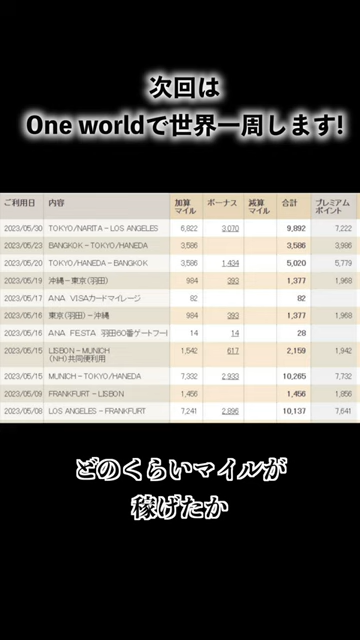 次回は
One worldで世界一周します!
ご利用日 内容 加算マイル ボーナス 減算マイル 合計 プレミアムポイント
2023/05/30 TOKYO/NARITA－LOS ANGELES 6,822 3,070 9,892 7,222
2023/05/23 BANGKOK－TOKYO/HANEDA 3,586 3,586 3,986
2023/05/20 TOKYO/HANEDA－BANGKOK 3,586 1,434 5,020 5,779
2023/05/19 沖縄－東京(羽田) 984 393 1,377 1,968
2023/05/17 ANA VISAカードマイレージ 82 82
2023/05/16 東京(羽田)－沖縄 984 393 1,377 1,968
2023/05/16 ANA FESTA 羽田60番ゲートフー 14 14 28
2023/05/15 LISBON－MUNICH (NH)共同便利用 1,542 617 2,159 1,942
2023/05/15 MUNICH－TOKYO/HANEDA 7,332 2,933 10,265 7,732
2023/05/09 FRANKFURT－LISBON 1,456 1,456 1,856
2023/05/08 LOS ANGELES－FRANKFURT 7,241 2,896 10,137 7,641
どのくらいマイルが
稼げたか